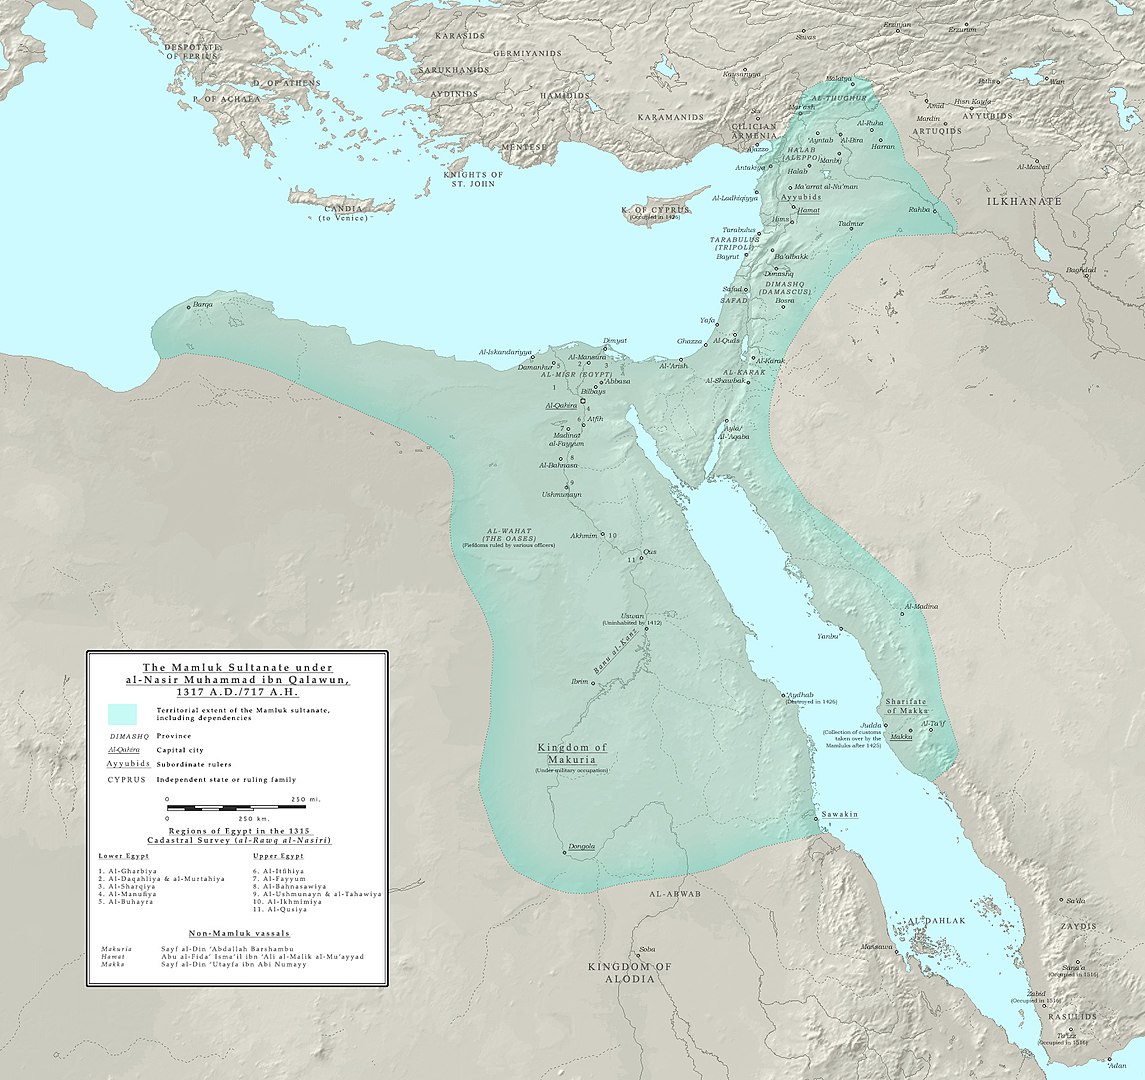 KARASIDS
GERMIYANIDS
SARUKHANIDS
AYDINIDS
HAMIDIDS
KARAMANIDS
MENTESE
DESPOTATE
OF EPRIUS
D. OF ATHENS
P. OF ACHAEA
CANDIA
(to Venice)
KNIGHTS OF
ST. JOHN
K. OF CYPRUS
(Occupied in 1426)
Siwas
Erzinjan
Erzurum
Kaysariyya
Malatya
AL-THUGHUR
Mar'ash
CILICIAN
ARMENIA
Ajazzo
Bitlis
Van
Amid
Hisn Kayfa
AYYUBIDS
Mardin
ARTUQIDS
Al-Ruha
Harran
'Ayntab
Al-Bira
HALAB
(ALEPPO)
Manbij
Halab
Antakiya
Al-Mawsil
ILKHANATE
Ma'arrat al-Nu'man
Ayyubids
Hamat
Al-Ladhiqiyya
Hims
Rahba
Tadmur
Tarabulus
TARABULUS
(TRIPOLI)
Bayrut
Ba'albakk
Baghdad
Dimashq
DIMASHQ
(DAMASCUS)
Safad
SAFAD
Bosra
Barqa
Yafa
Al-Quds
Ghazza
Al-Karak
AL-KARAK
Al-Shawbak
Al-'Arish
Dimyat
Al-Iskandariyya
Al-Mansura
Damanhur
5
2
3
AL-MISR (EGYPT)
'Abbasa
1
Bilbays
Al-Qahira
4
6
Atfih
7
Madinat
al-Fayyum
8
Al-Bahnasa
9
Ushmunayn
Ayla/
Al-'Aqaba
AL-WAHAT
(THE OASES)
(Fiefdoms ruled by various officers)
Akhmim
10
Qus
11
Uswan
(Uninhabited by 1412)
Banu al-Kanz
Ibrim
Al-Madina
Yanbu'
'Aydhab
(Destroyed in 1426)
Sharifate
of Makka
Judda
(Collection of customs
taken over by the
Mamluks after 1425)
Makka
Al-Ta'if
Kingdom of
Makuria
(Under military occupation)
Sawakin
Dongola
AL-ABWAB
Soba
KINGDOM OF
ALODIA
AL-DAHLAK
Massawa
Sa'da
ZAYDIS
Sana'a
(Occupied in 1516)
Zabid
(Occupied in 1516)
RASULIDS
Ta'izz
(Occupied in 1516)
'Adan
The Mamluk Sultanate under
al-Nasir Muhammad ibn Qalawun,
1317 A.D./717 A.H.
Territorial extent of the Mamluk sultanate,
including dependencies
DIMASHQ Province
Al-Qahira Capital city
Ayyubids Subordinate rulers
CYPRUS Independent state or ruling family
0 250 mi.
0 250 km.
Regions of Egypt in the 1315
Cadastral Survey (al-Rawq al-Nasiri)
Lower Egypt
1. Al-Gharbiya
2. Al-Daqahliya & al-Murtahiya
3. Al-Sharqiya
4. Al-Manufiya
5. Al-Buhayra
Upper Egypt
6. Al-Itfihiya
7. Al-Fayyum
8. Al-Bahnasawiya
9. Al-Ushmunayn & al-Tahawiya
10. Al-Ikhmimiya
11. Al-Qusiya
Non-Mamluk vassals
Makuria Sayf al-Din 'Abdallah Barshambu
Hamat Abu al-Fida' Isma'il ibn 'Ali al-Malik al-Mu'ayyad
Makka Sayf al-Din 'Utayfa ibn Abi Numayy